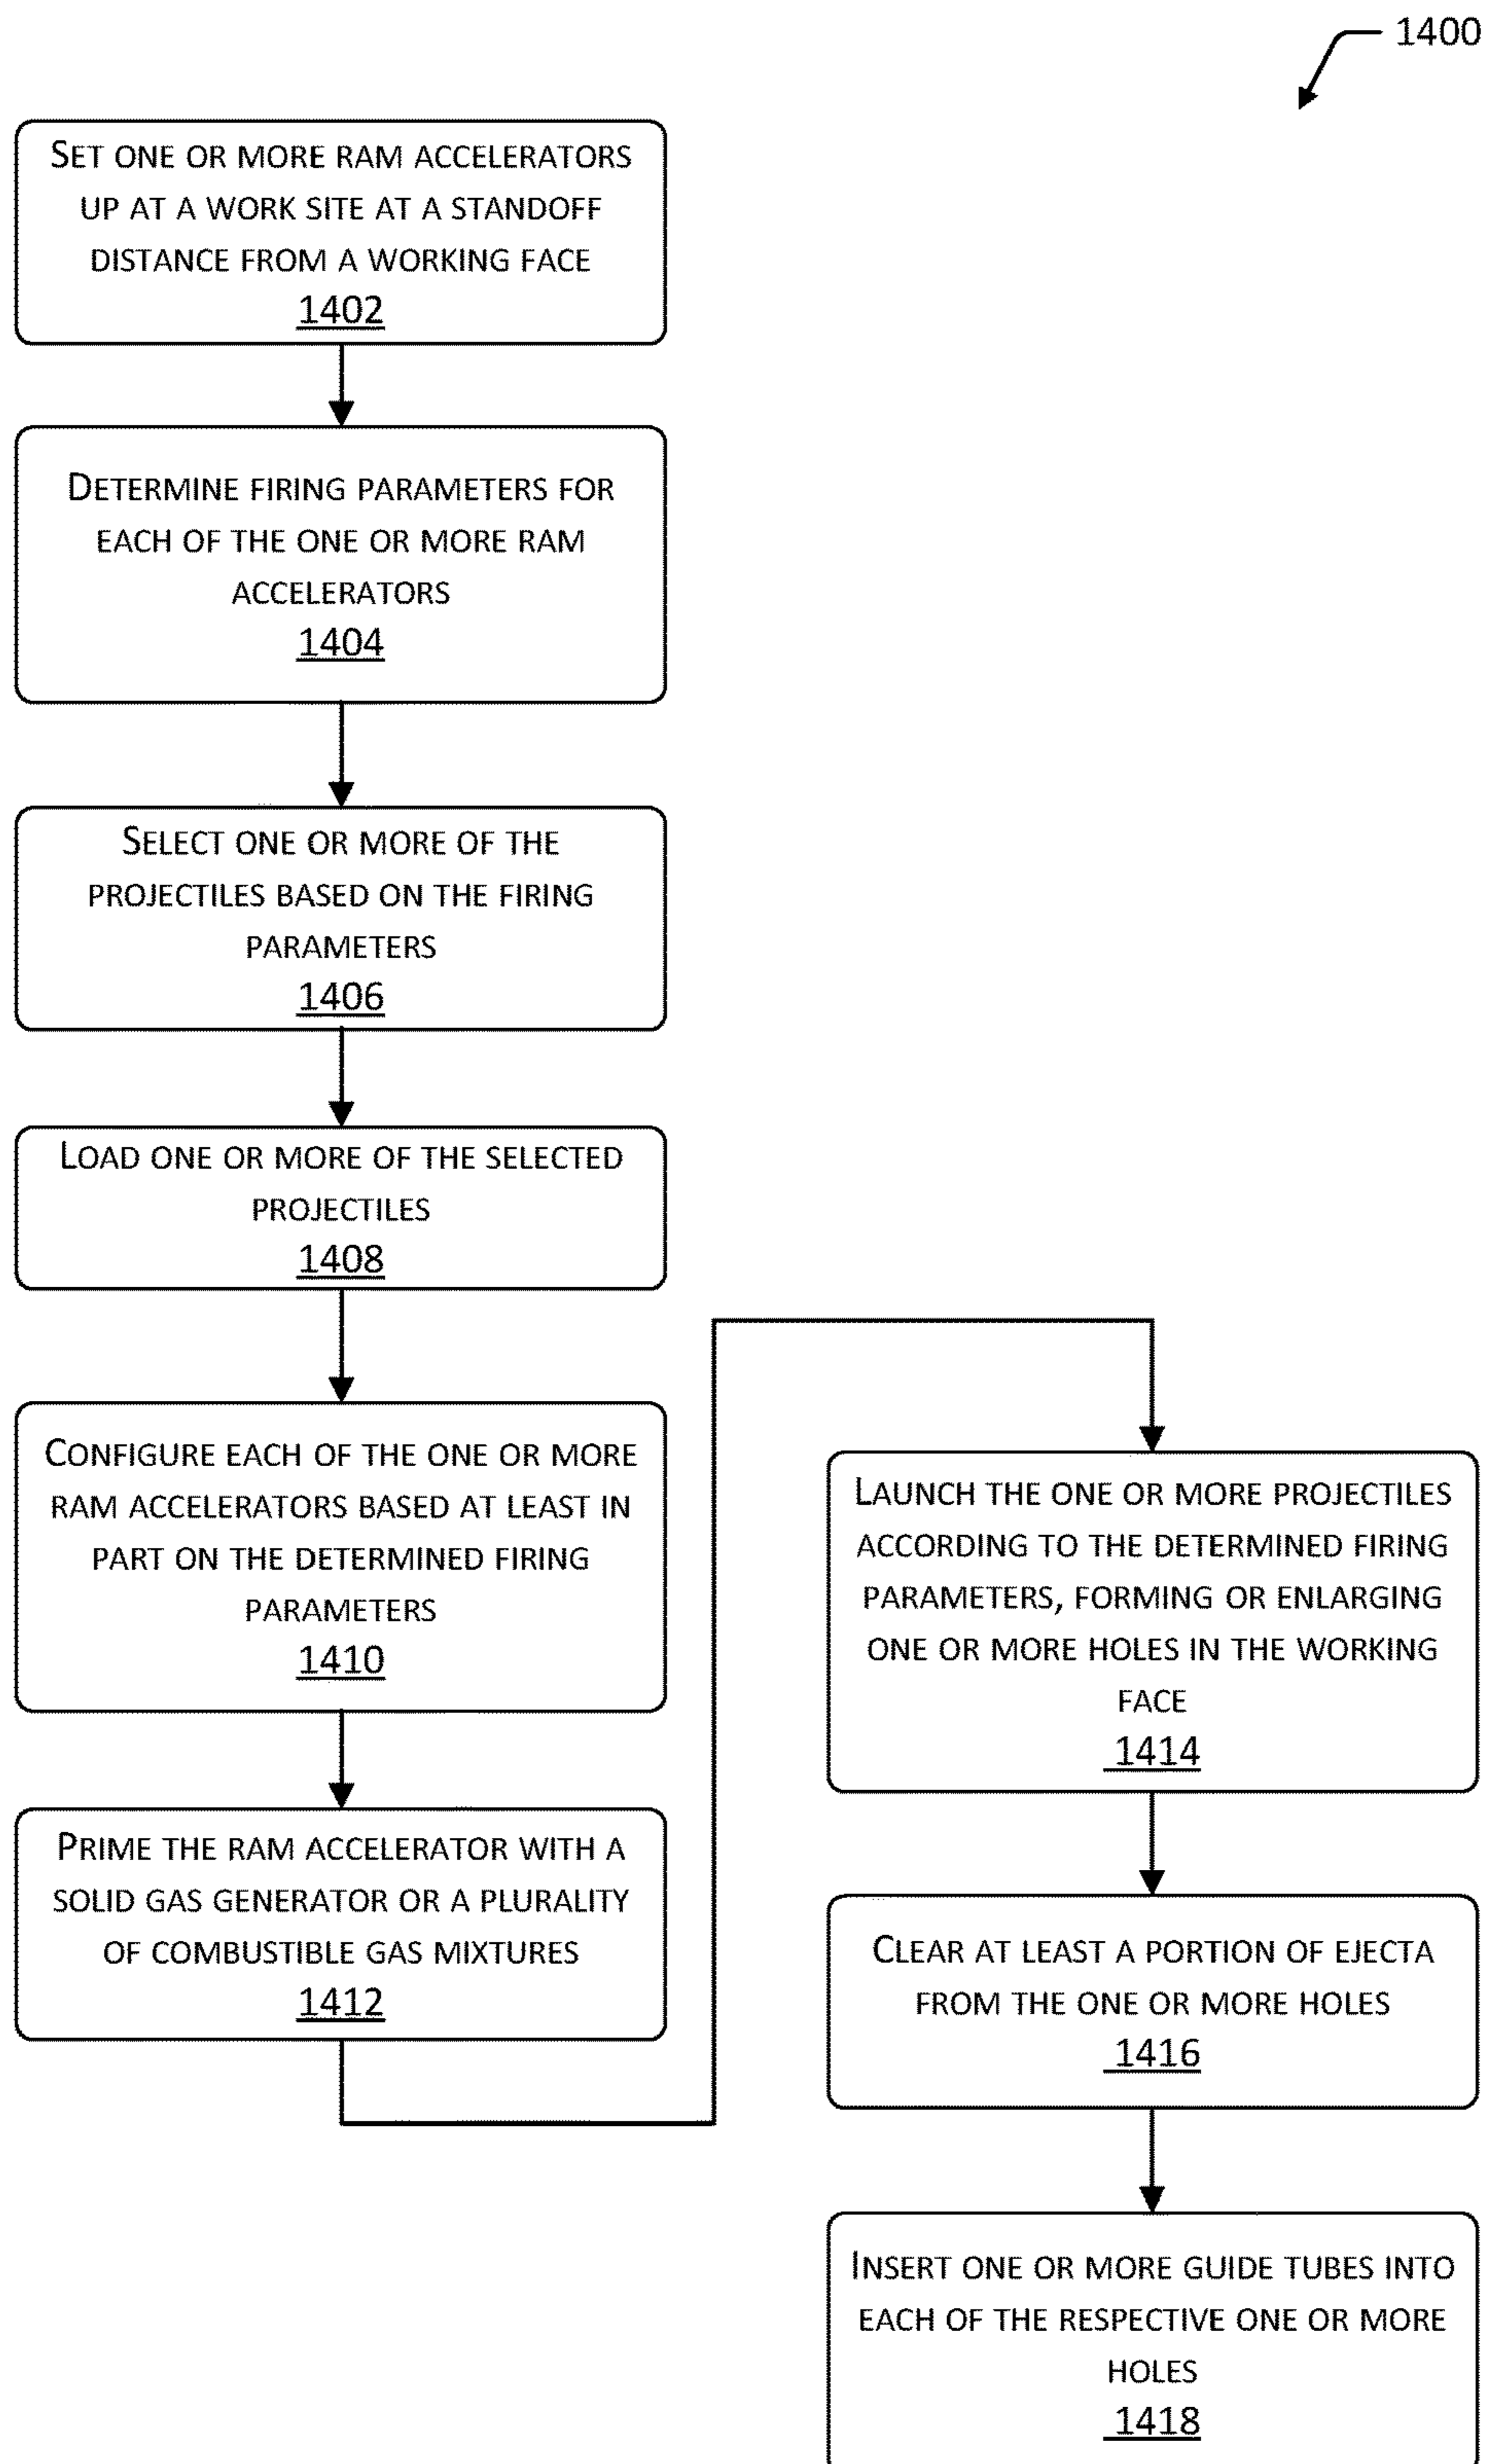 1400
SET ONE OR MORE RAM ACCELERATORS
UP AT A WORK SITE AT A STANDOFF
DISTANCE FROM A WORKING FACE
1402
DETERMINE FIRING PARAMETERS FOR
EACH OF THE ONE OR MORE RAM
ACCELERATORS
1404
SELECT ONE OR MORE OF THE
PROJECTILES BASED ON THE FIRING
PARAMETERS
1406
LOAD ONE OR MORE OF THE SELECTED
PROJECTILES
1408
CONFIGURE EACH OF THE ONE OR MORE
RAM ACCELERATORS BASED AT LEAST IN
PART ON THE DETERMINED FIRING
PARAMETERS
1410
PRIME THE RAM ACCELERATOR WITH A
SOLID GAS GENERATOR OR A PLURALITY
OF COMBUSTIBLE GAS MIXTURES
1412
LAUNCH THE ONE OR MORE PROJECTILES
ACCORDING TO THE DETERMINED FIRING
PARAMETERS, FORMING OR ENLARGING
ONE OR MORE HOLES IN THE WORKING
FACE
1414
CLEAR AT LEAST A PORTION OF EJECTA
FROM THE ONE OR MORE HOLES
1416
INSERT ONE OR MORE GUIDE TUBES INTO
EACH OF THE RESPECTIVE ONE OR MORE
HOLES
1418